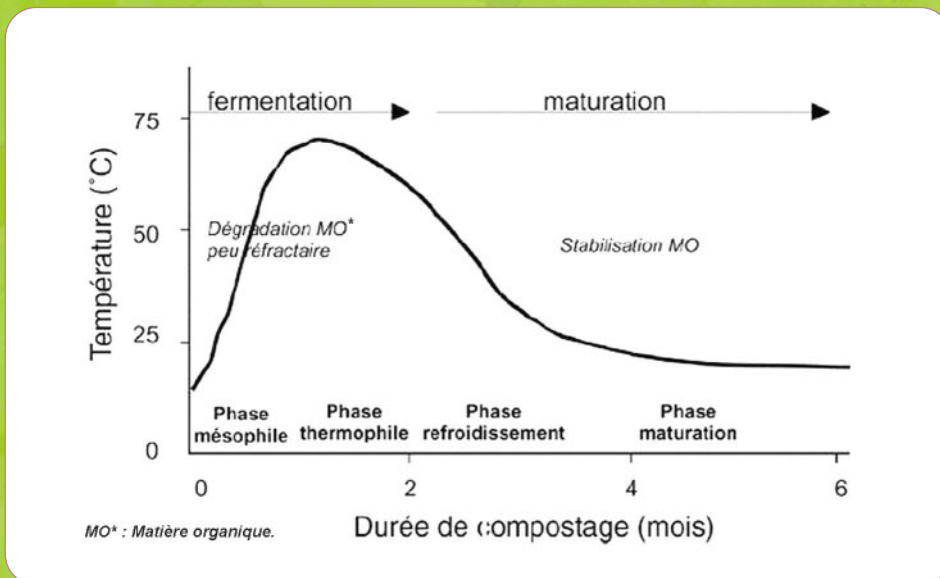 fermentation
maturation
75
50
25
0
Température (°C)
Dégradation MO*
peu réfractaire
Stabilisation MO
Phase
mésophile
Phase
thermophile
Phase
refroidissement
Phase
maturation
0
2
4
6
MO* : Matière organique.
Durée de compostage (mois)